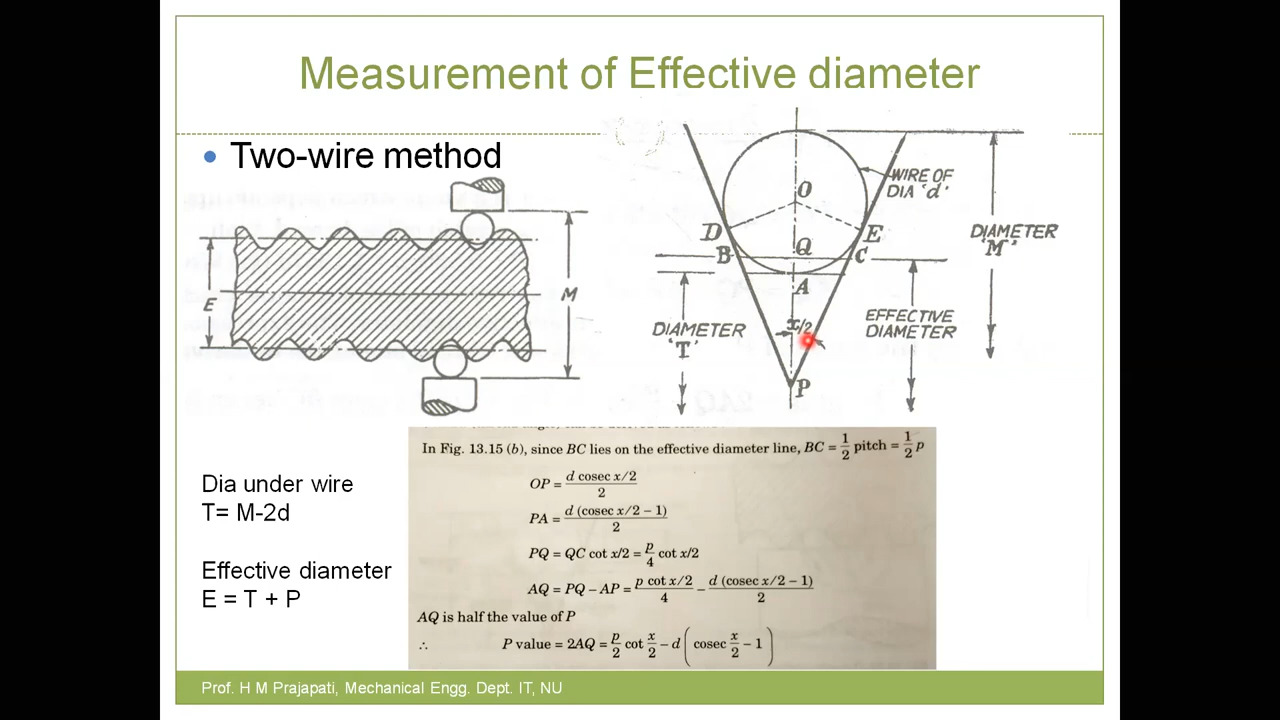 Measurement of Effective diameter
• Two-wire method
E
M
O
WIRE OF
DIA 'd'
D
E
B
Q
C
A
DIAMETER
'M'
EFFECTIVE
DIAMETER
DIAMETER
'T'
x/2
P
In Fig. 13.15 (b), since BC lies on the effective diameter line, BC = 1/2 pitch = 1/2 p
OP = d cosec x/2 / 2
PA = d (cosec x/2 – 1) / 2
PQ = QC cot x/2 = p/4 cot x/2
AQ = PQ – AP = p cot x/2 / 4 – d (cosec x/2 – 1) / 2
AQ is half the value of P
∴ P value = 2AQ = p/2 cot x/2 – d (cosec x/2 – 1)
Dia under wire
T= M-2d
Effective diameter
E = T + P
Prof. H M Prajapati, Mechanical Engg. Dept. IT, NU